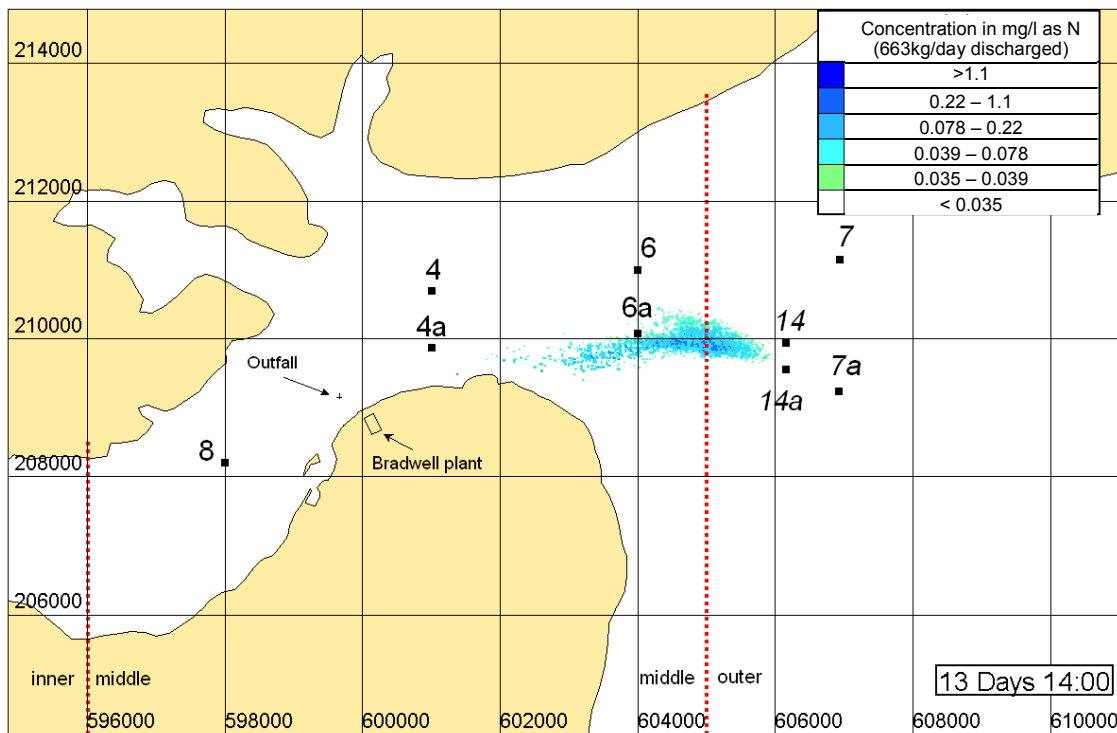 Concentration in mg/l as N
(663kg/day discharged)
>1.1
0.22 – 1.1
0.078 – 0.22
0.039 – 0.078
0.035 – 0.039
< 0.035
214000
212000
210000
208000
206000
7
6
4
6a
14
4a
7a
14a
Outfall
8
Bradwell plant
inner
middle
middle
outer
13 Days 14:00
596000
598000
600000
602000
604000
606000
608000
610000